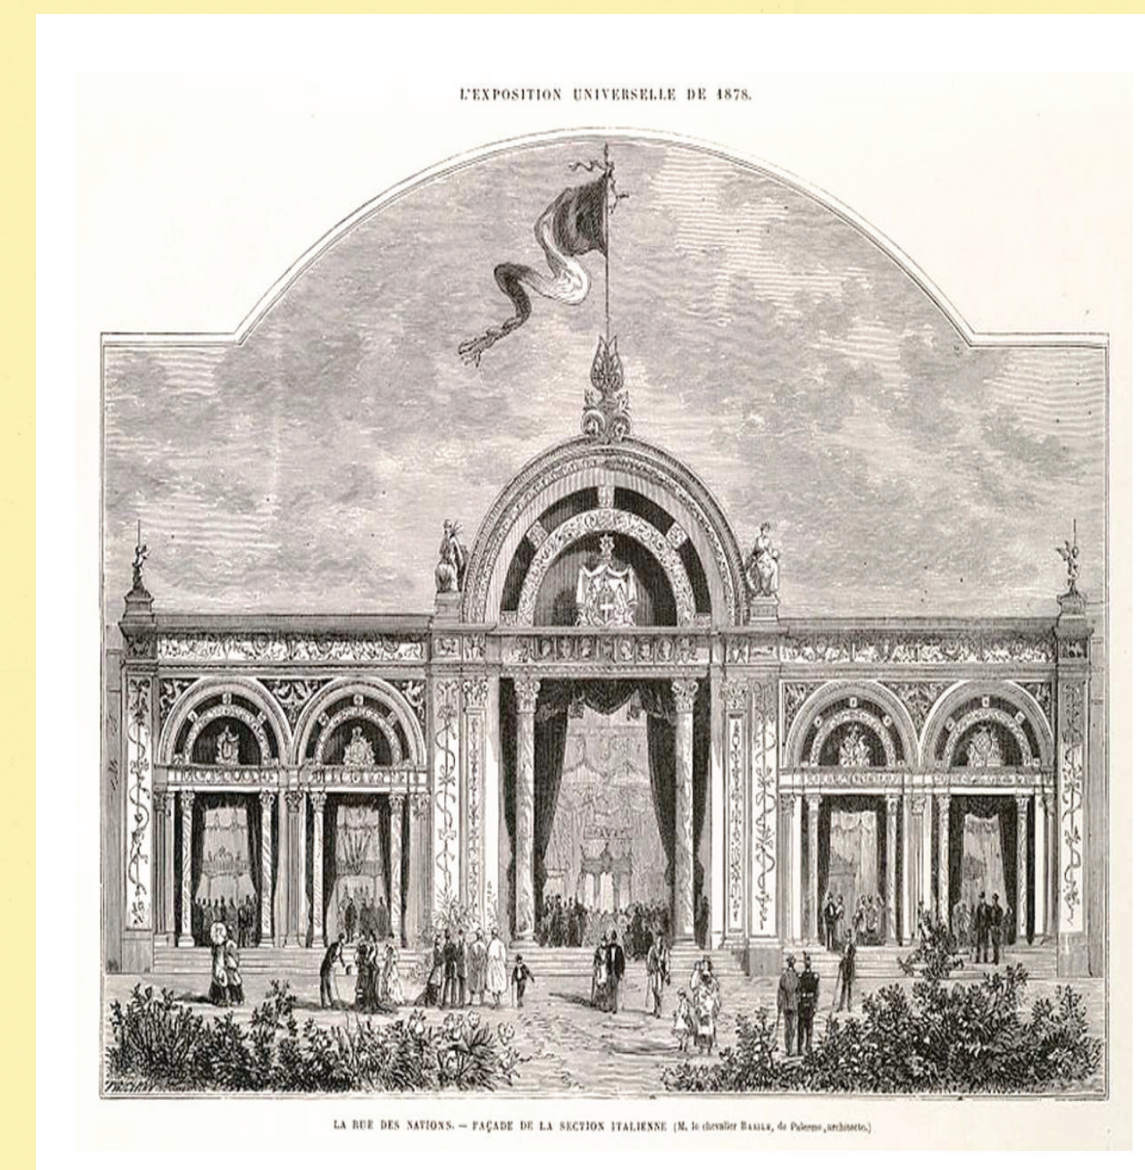 L'EXPOSITION UNIVERSELLE DE 1878.
LA RUE DES NATIONS. — FAÇADE DE LA SECTION ITALIENNE (M. le chevalier BASILE, de Palerme, architecte.)